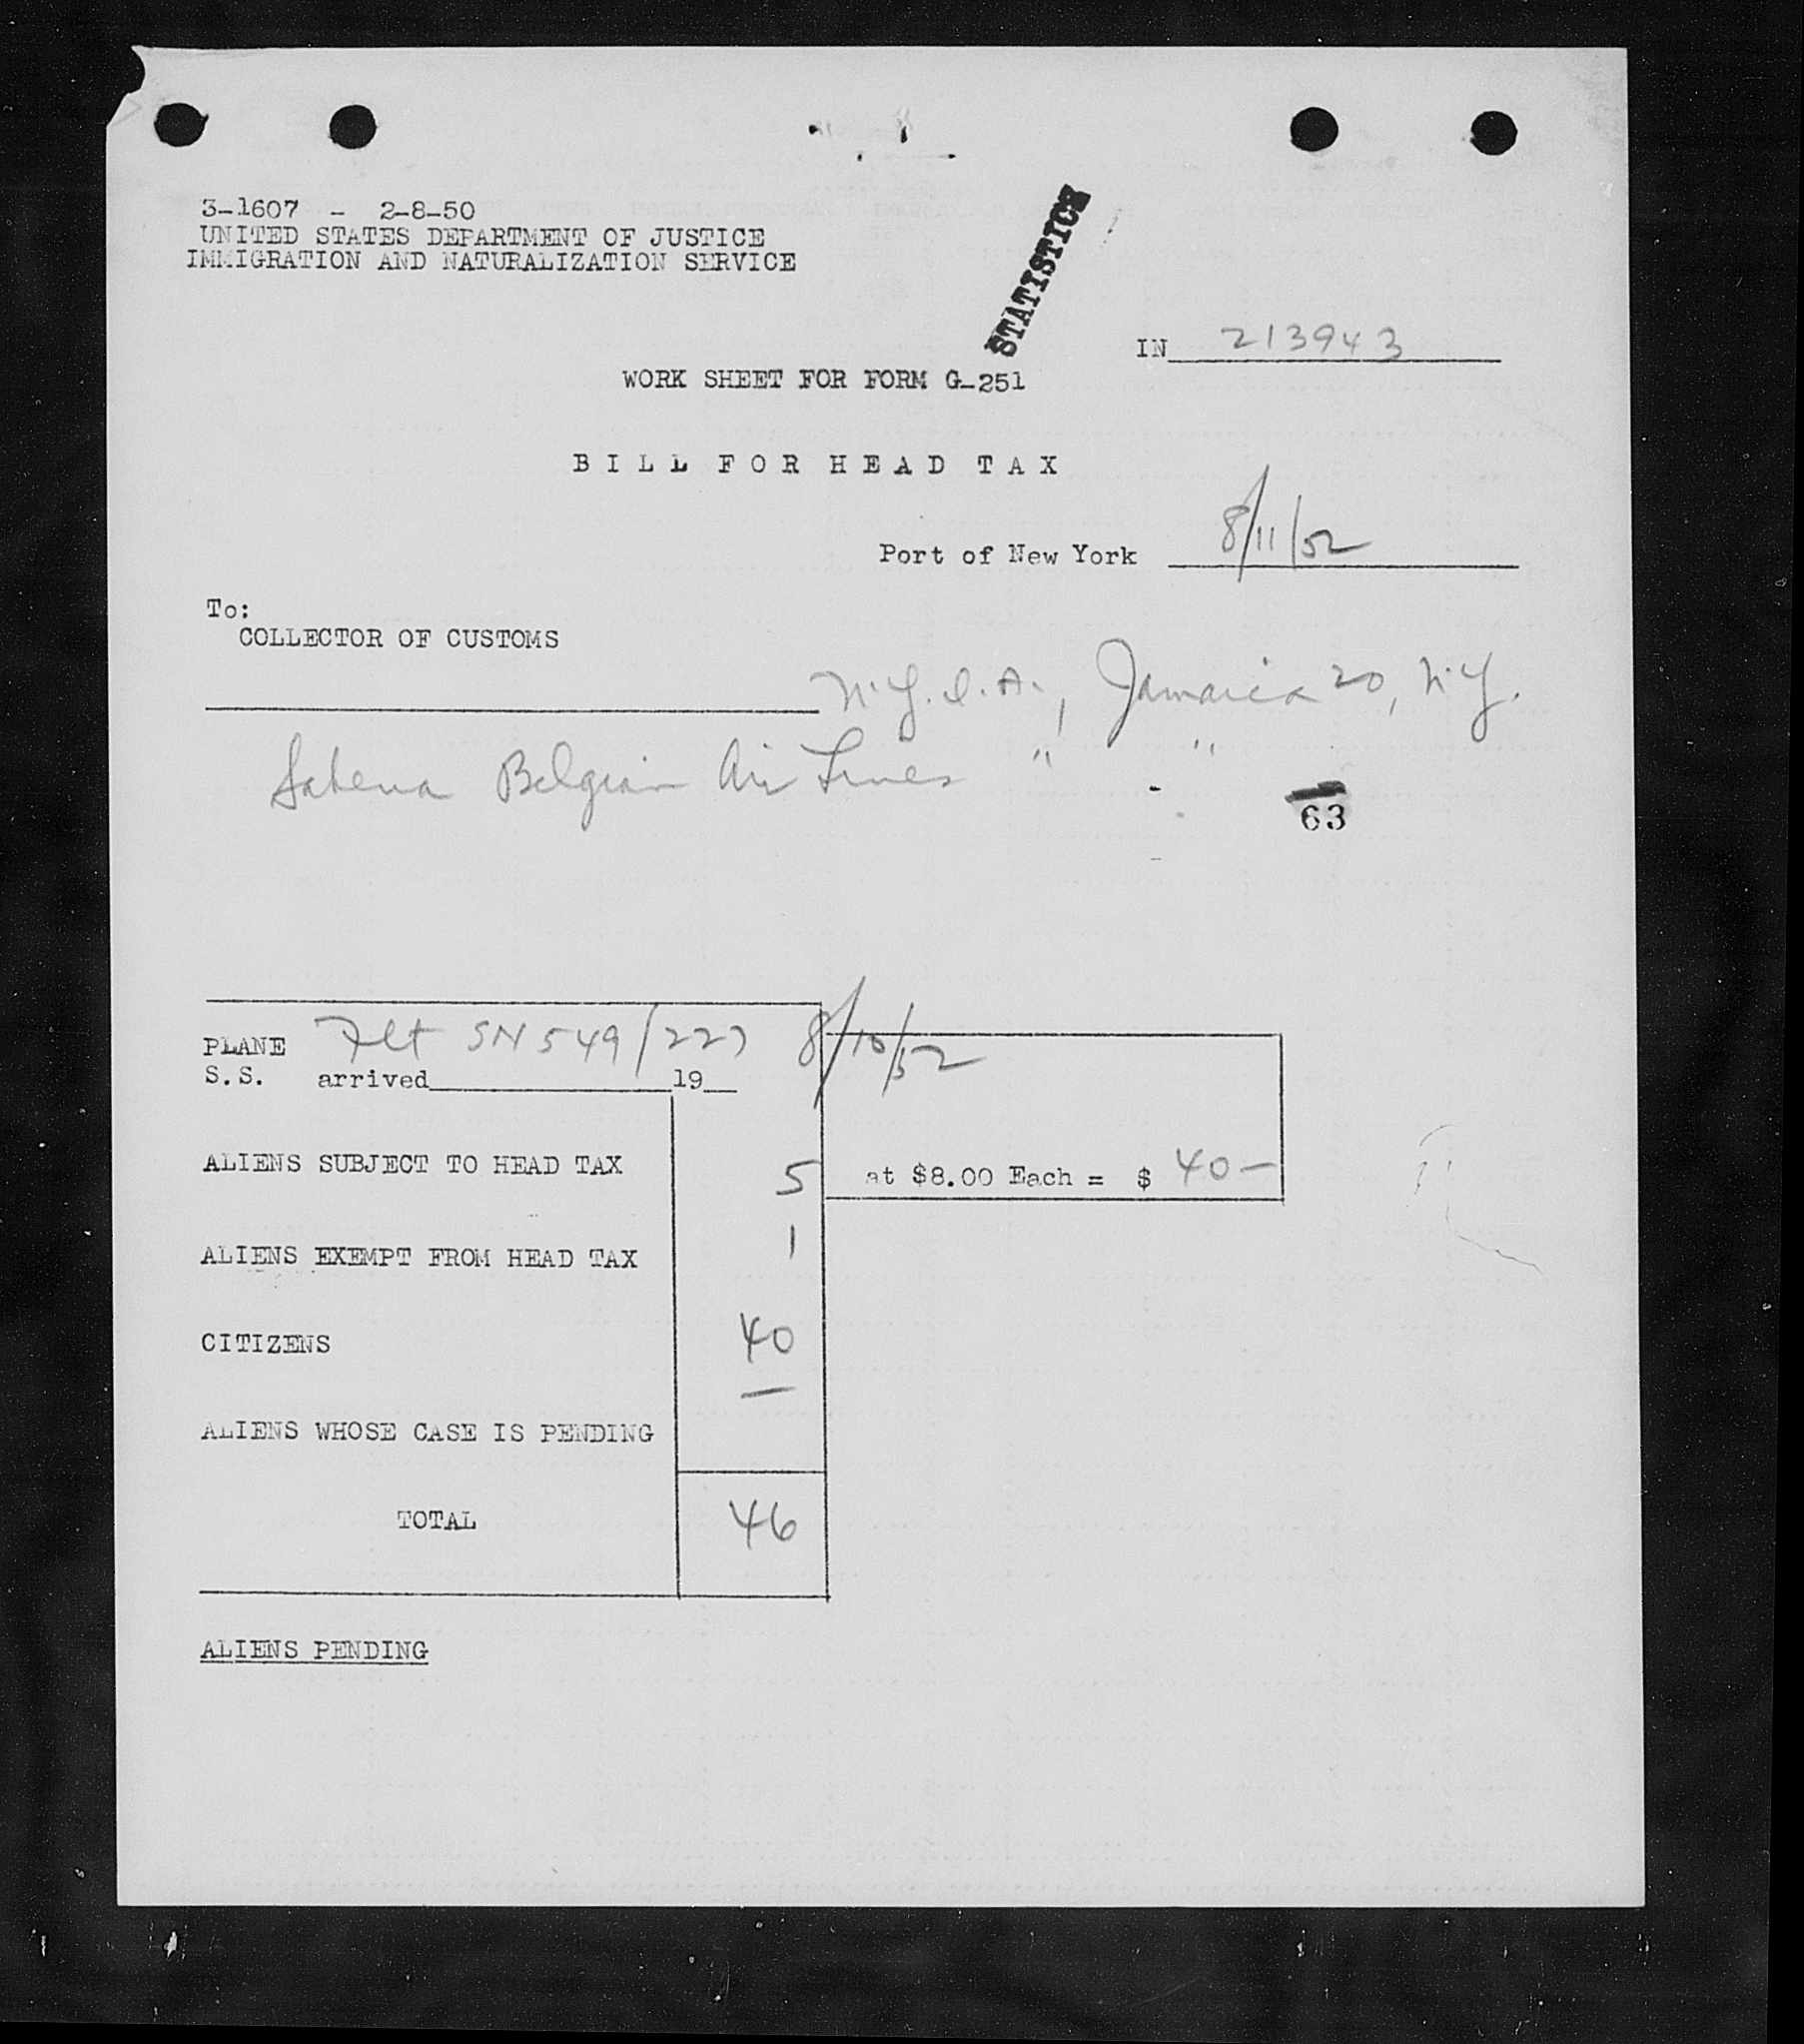 3-1607 - 2-8-50
UNITED STATES DEPARTMENT OF JUSTICE
IMMIGRATION AND NATURALIZATION SERVICE
STATISTICS
IN 213943
WORK SHEET FOR FORM G-251
BILL FOR HEAD TAX
Port of New York 8/11/52
To:
COLLECTOR OF CUSTOMS
N.Y.I.A., Jamaica 20, N.Y.
Sabena Belgian Air Lines " "
63
PLANE Flt SN 549/227 8/10/52
S.S. arrived 19
ALIENS SUBJECT TO HEAD TAX 5 at $8.00 Each = $ 40 —
ALIENS EXEMPT FROM HEAD TAX 1
CITIZENS 40
ALIENS WHOSE CASE IS PENDING —
TOTAL 46
ALIENS PENDING